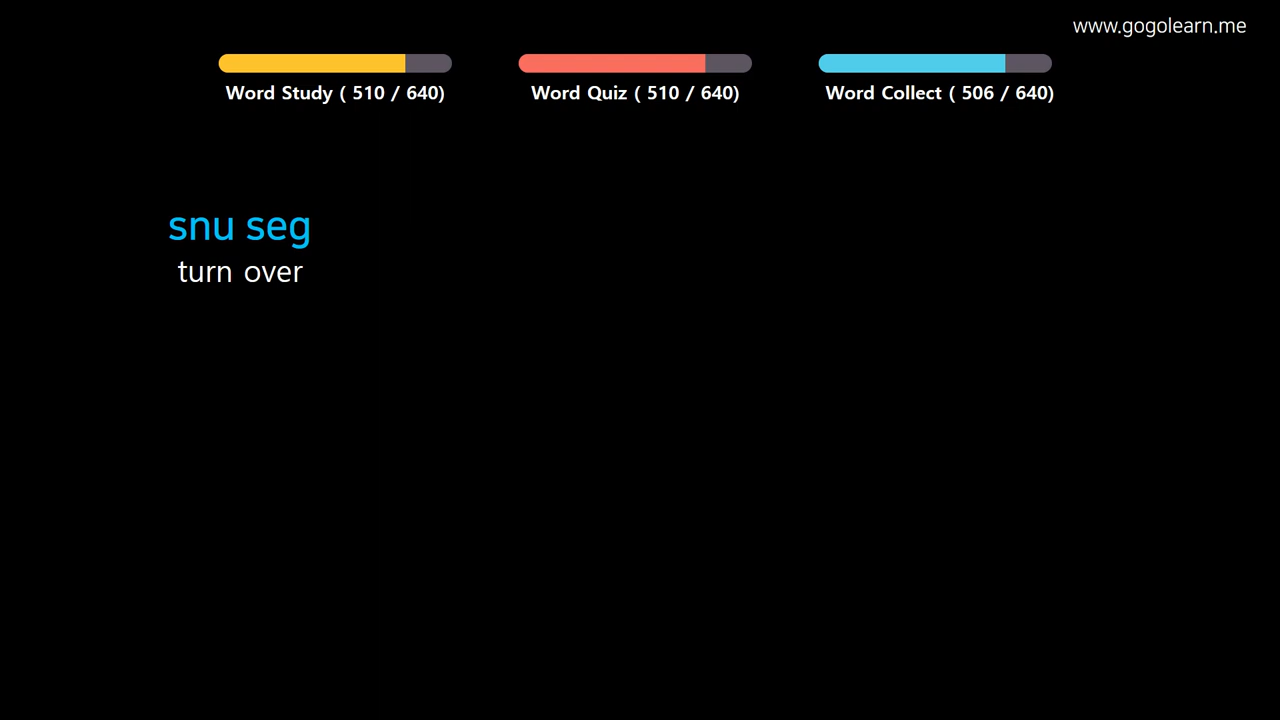 www.gogolearn.me
Word Study ( 510 / 640)
Word Quiz ( 510 / 640)
Word Collect ( 506 / 640)
snu seg
turn over